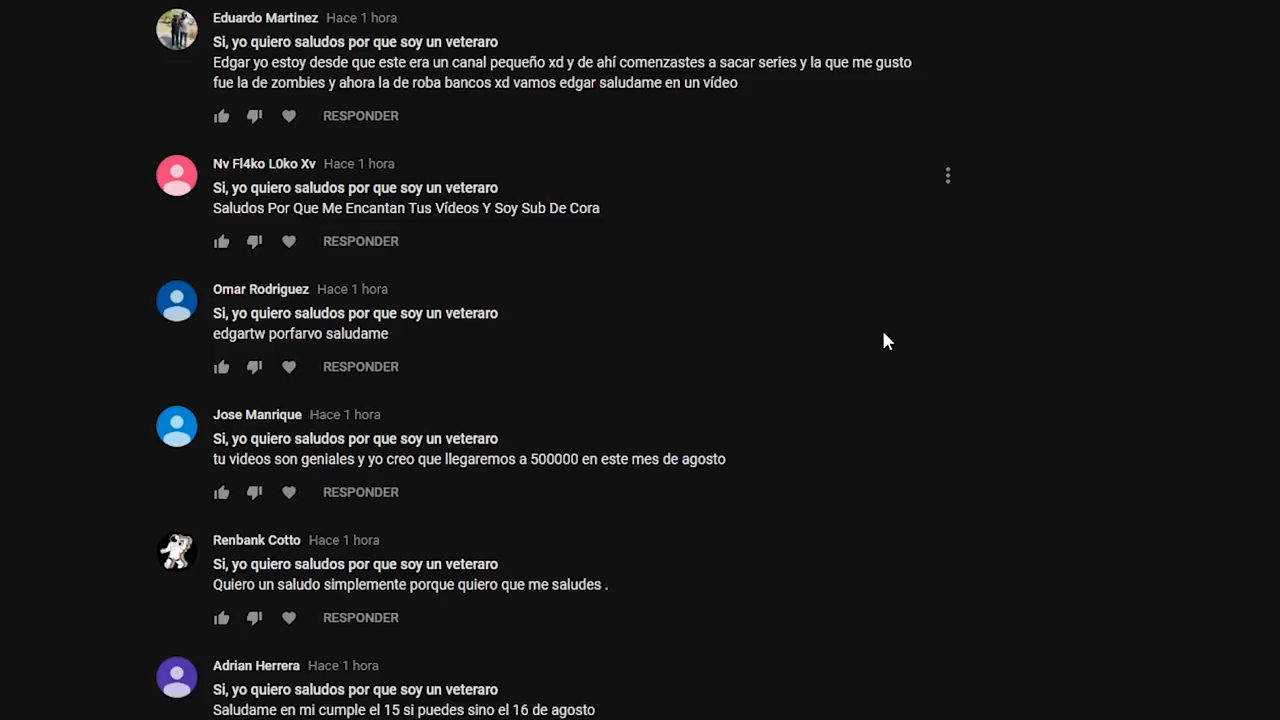 Eduardo Martinez Hace 1 hora
Si, yo quiero saludos por que soy un veteraro
Edgar yo estoy desde que este era un canal pequeño xd y de ahí comenzastes a sacar series y la que me gusto
fue la de zombies y ahora la de roba bancos xd vamos edgar saludame en un vídeo
RESPONDER
Nv Fl4ko L0ko Xv Hace 1 hora
Si, yo quiero saludos por que soy un veteraro
Saludos Por Que Me Encantan Tus Vídeos Y Soy Sub De Cora
RESPONDER
Omar Rodriguez Hace 1 hora
Si, yo quiero saludos por que soy un veteraro
edgartw porfarvo saludame
RESPONDER
Jose Manrique Hace 1 hora
Si, yo quiero saludos por que soy un veteraro
tu videos son geniales y yo creo que llegaremos a 500000 en este mes de agosto
RESPONDER
Renbank Cotto Hace 1 hora
Si, yo quiero saludos por que soy un veteraro
Quiero un saludo simplemente porque quiero que me saludes .
RESPONDER
Adrian Herrera Hace 1 hora
Si, yo quiero saludos por que soy un veteraro
Saludame en mi cumple el 15 si puedes sino el 16 de agosto